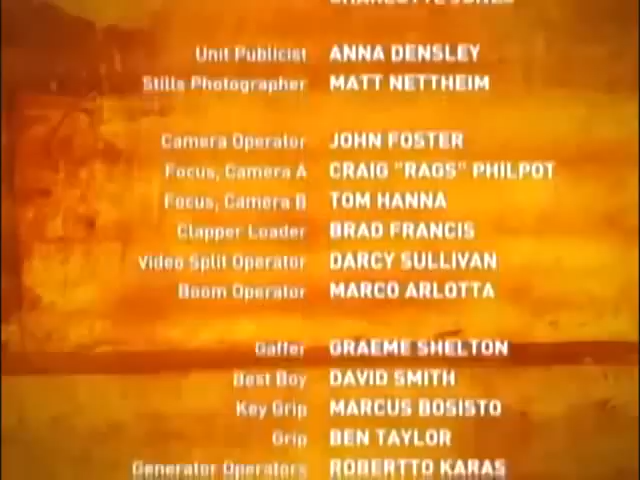 Unit Publicist ANNA DENSLEY
Stills Photographer MATT NETTHEIM
Camera Operator JOHN FOSTER
Focus, Camera A CRAIG "RAGS" PHILPOT
Focus, Camera B TOM HANNA
Clapper Loader BRAD FRANCIS
Video Split Operator DARCY SULLIVAN
Boom Operator MARCO ARLOTTA
Gaffer GRAEME SHELTON
Best Boy DAVID SMITH
Key Grip MARCUS BOSISTO
Grip BEN TAYLOR
Generator Operators ROBERTTO KARAS